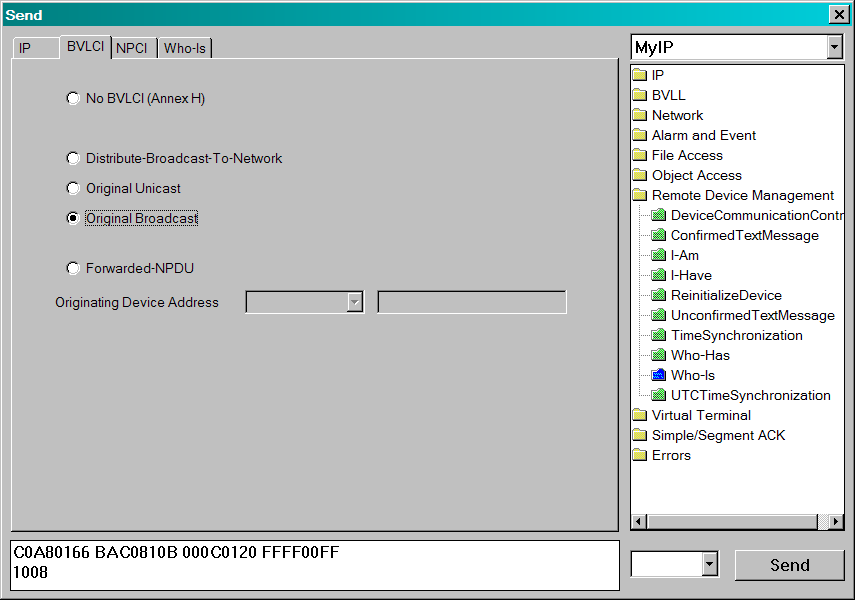 Send
IP BVLCI NPCI Who-Is
No BVLCI (Annex H)
Distribute-Broadcast-To-Network
Original Unicast
Original Broadcast
Forwarded-NPDU
Originating Device Address
C0A80166 BAC0810B 000C0120 FFFF00FF
1008
MyIP
IP
BVLL
Network
Alarm and Event
File Access
Object Access
Remote Device Management
DeviceCommunicationContr
ConfirmedTextMessage
I-Am
I-Have
ReinitializeDevice
UnconfirmedTextMessage
TimeSynchronization
Who-Has
Who-Is
UTCTimeSynchronization
Virtual Terminal
Simple/Segment ACK
Errors
Send